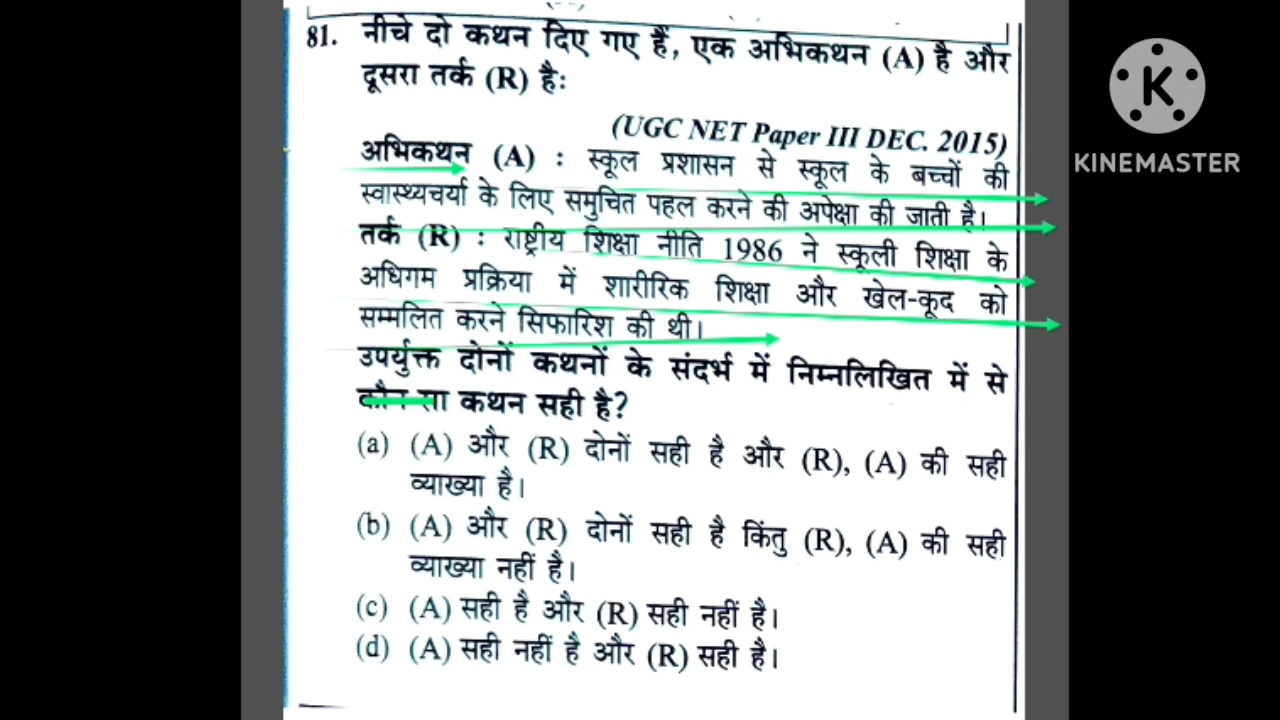 81. नीचे दो कथन दिए गए हैं, एक अभिकथन (A) है और
दूसरा तर्क (R) है:
(UGC NET Paper III DEC. 2015)
अभिकथन (A) : स्कूल प्रशासन से स्कूल के बच्चों की
स्वास्थ्यचर्या के लिए समुचित पहल करने की अपेक्षा की जाती है।
तर्क (R) : राष्ट्रीय शिक्षा नीति 1986 ने स्कूली शिक्षा के
अधिगम प्रक्रिया में शारीरिक शिक्षा और खेल-कूद को
सम्मलित करने सिफारिश की थी।
उपर्युक्त दोनों कथनों के संदर्भ में निम्नलिखित में से
कौन सा कथन सही है?
(a) (A) और (R) दोनों सही है और (R), (A) की सही
व्याख्या है।
(b) (A) और (R) दोनों सही है किंतु (R), (A) की सही
व्याख्या नहीं है।
(c) (A) सही है और (R) सही नहीं है।
(d) (A) सही नहीं है और (R) सही है।
K
KINEMASTER